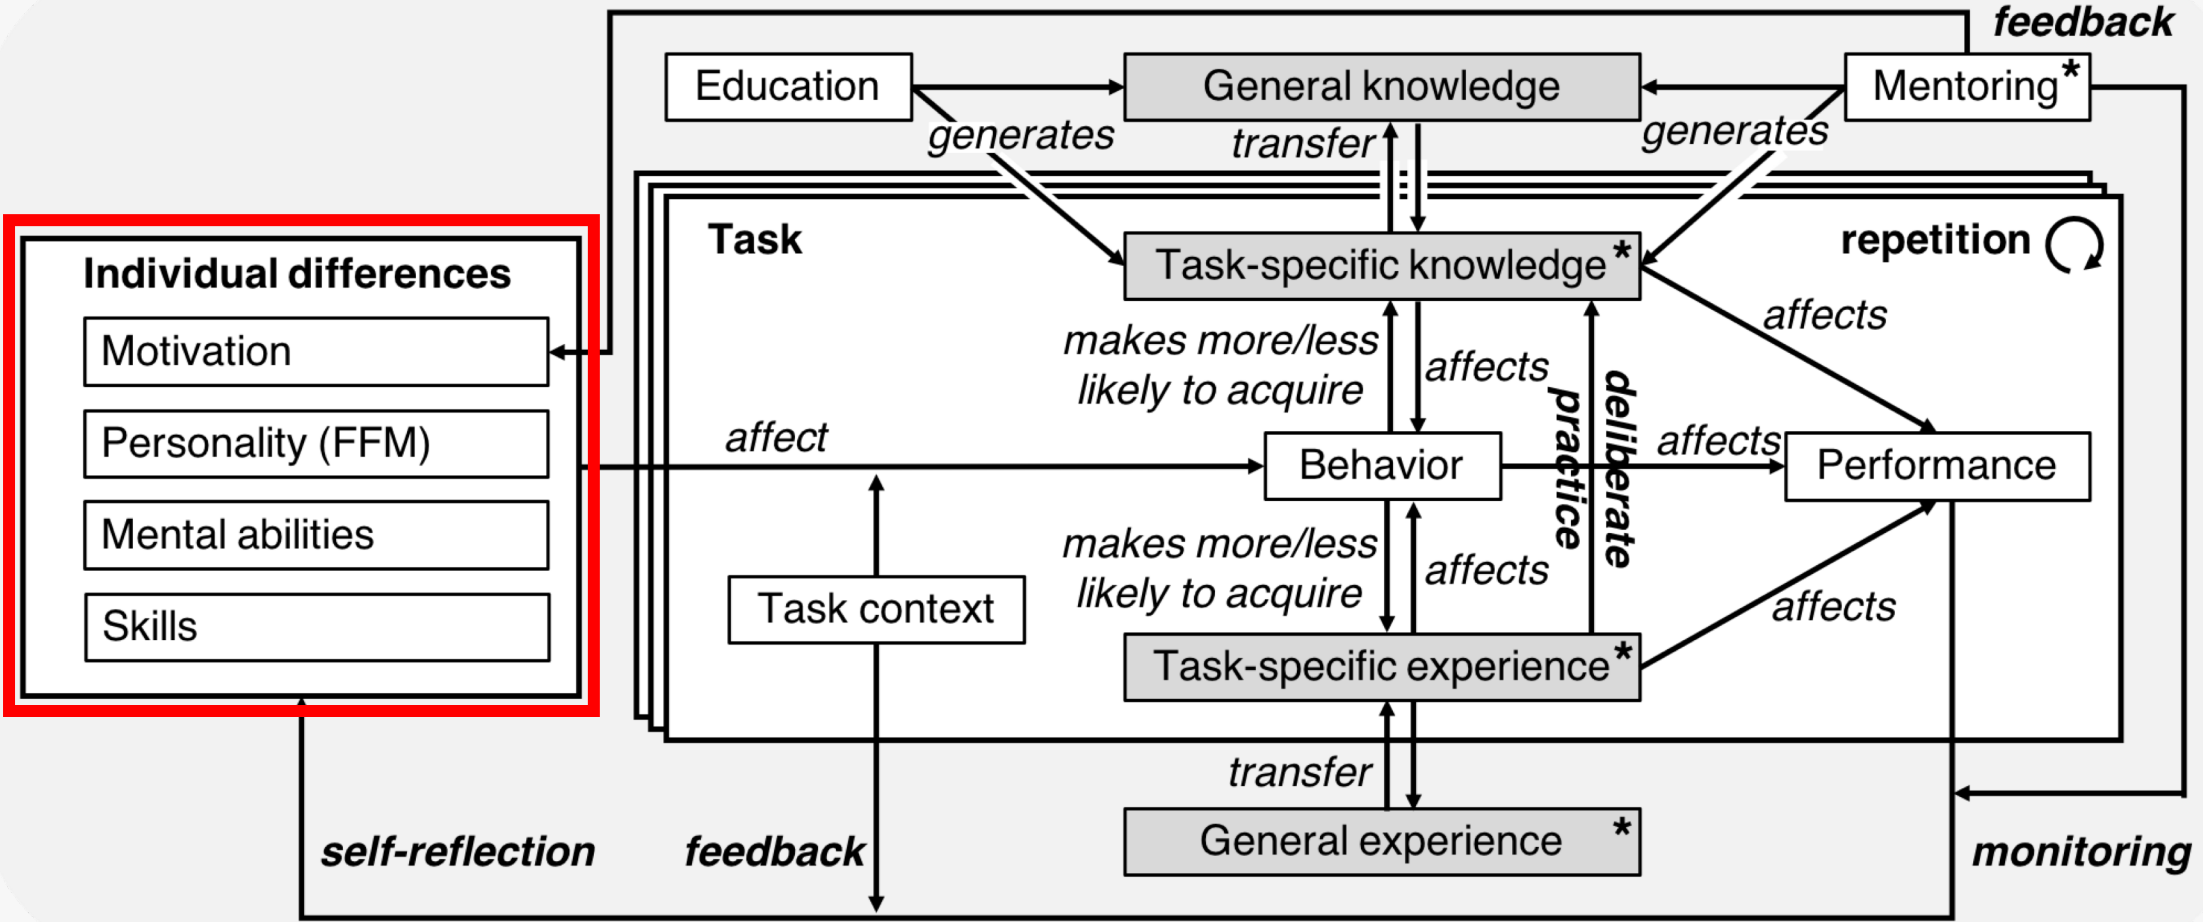 feedback
Education
General knowledge
Mentoring*
generates
transfer
generates
Task
repetition
Task-specific knowledge*
Individual differences
Motivation
Personality (FFM)
Mental abilities
Skills
affects
makes more/less
likely to acquire
affects
deliberate
practice
affect
Behavior
affects
Performance
makes more/less
likely to acquire
affects
Task context
affects
Task-specific experience*
transfer
General experience *
self-reflection
feedback
monitoring